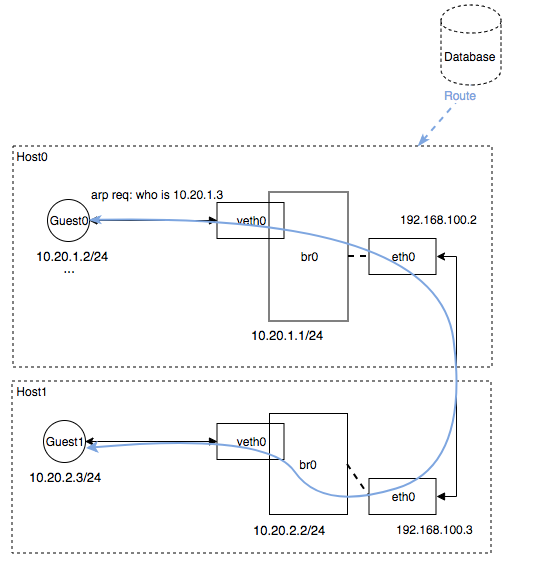 Database
Route
Host0
arp req: who is 10.20.1.3
Guest0
veth0
192.168.100.2
br0
eth0
10.20.1.2/24
...
10.20.1.1/24
Host1
Guest1
veth0
br0
10.20.2.3/24
eth0
10.20.2.2/24
192.168.100.3